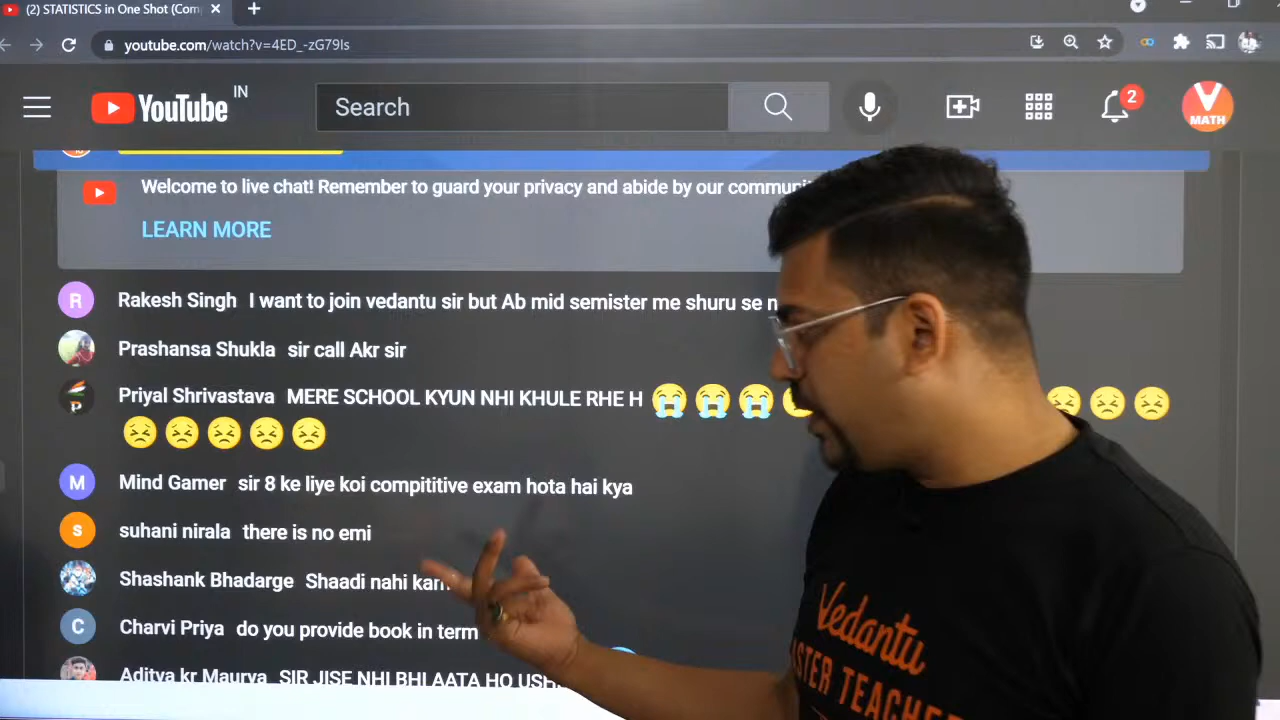 (2) STATISTICS in One Shot (Com
youtube.com/watch?v=4ED_-zG79Is
YouTube IN
Search
2
V MATH
Welcome to live chat! Remember to guard your privacy and abide by our
LEARN MORE
R Rakesh Singh I want to join vedantu sir but Ab mid semister me shuru se
Prashansa Shukla sir call Akr sir
Priyal Shrivastava MERE SCHOOL KYUN NHI KHULE RHE H 😭😭😭
😣😣😣😣😣
M Mind Gamer sir 8 ke liye koi compititive exam hota hai kya
s suhani nirala there is no emi
Shashank Bhadarge Shaadi nahi
C Charvi Priya do you provide book in term
Aditya kr Maurya SIR JISE NHI BHI AATA HO
Vedantu
MASTER TEACHER